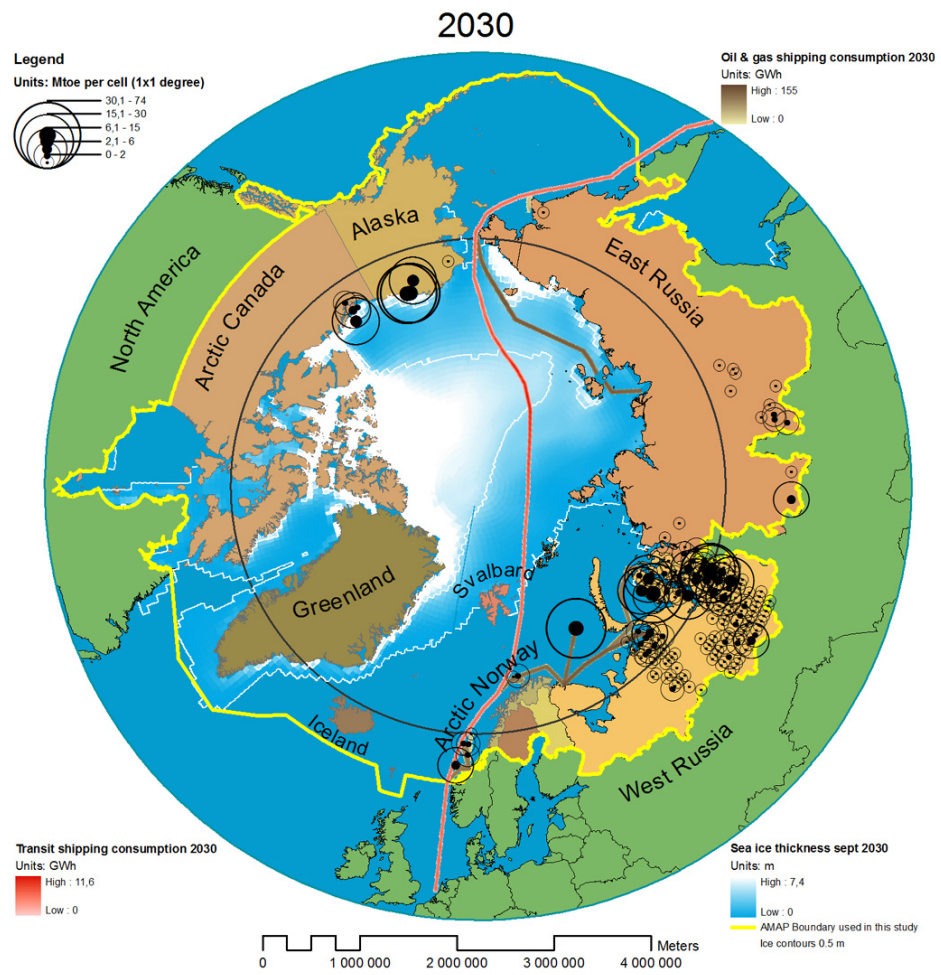 2030
Legend
Units: Mtoe per cell (1x1 degree)
30,1 - 74
15,1 - 30
6,1 - 15
2,1 - 6
0 - 2
Oil & gas shipping consumption 2030
Units: GWh
High : 155
Low : 0
Alaska
East Russia
North America
Arctic Canada
Greenland
Svalbard
Arctic Norway
Iceland
West Russia
Transit shipping consumption 2030
Units: GWh
High : 11,6
Low : 0
Sea ice thickness sept 2030
Units: m
High : 7,4
Low : 0
AMAP Boundary used in this study
Ice contours 0.5 m
Meters
0 1 000 000 2 000 000 3 000 000 4 000 000